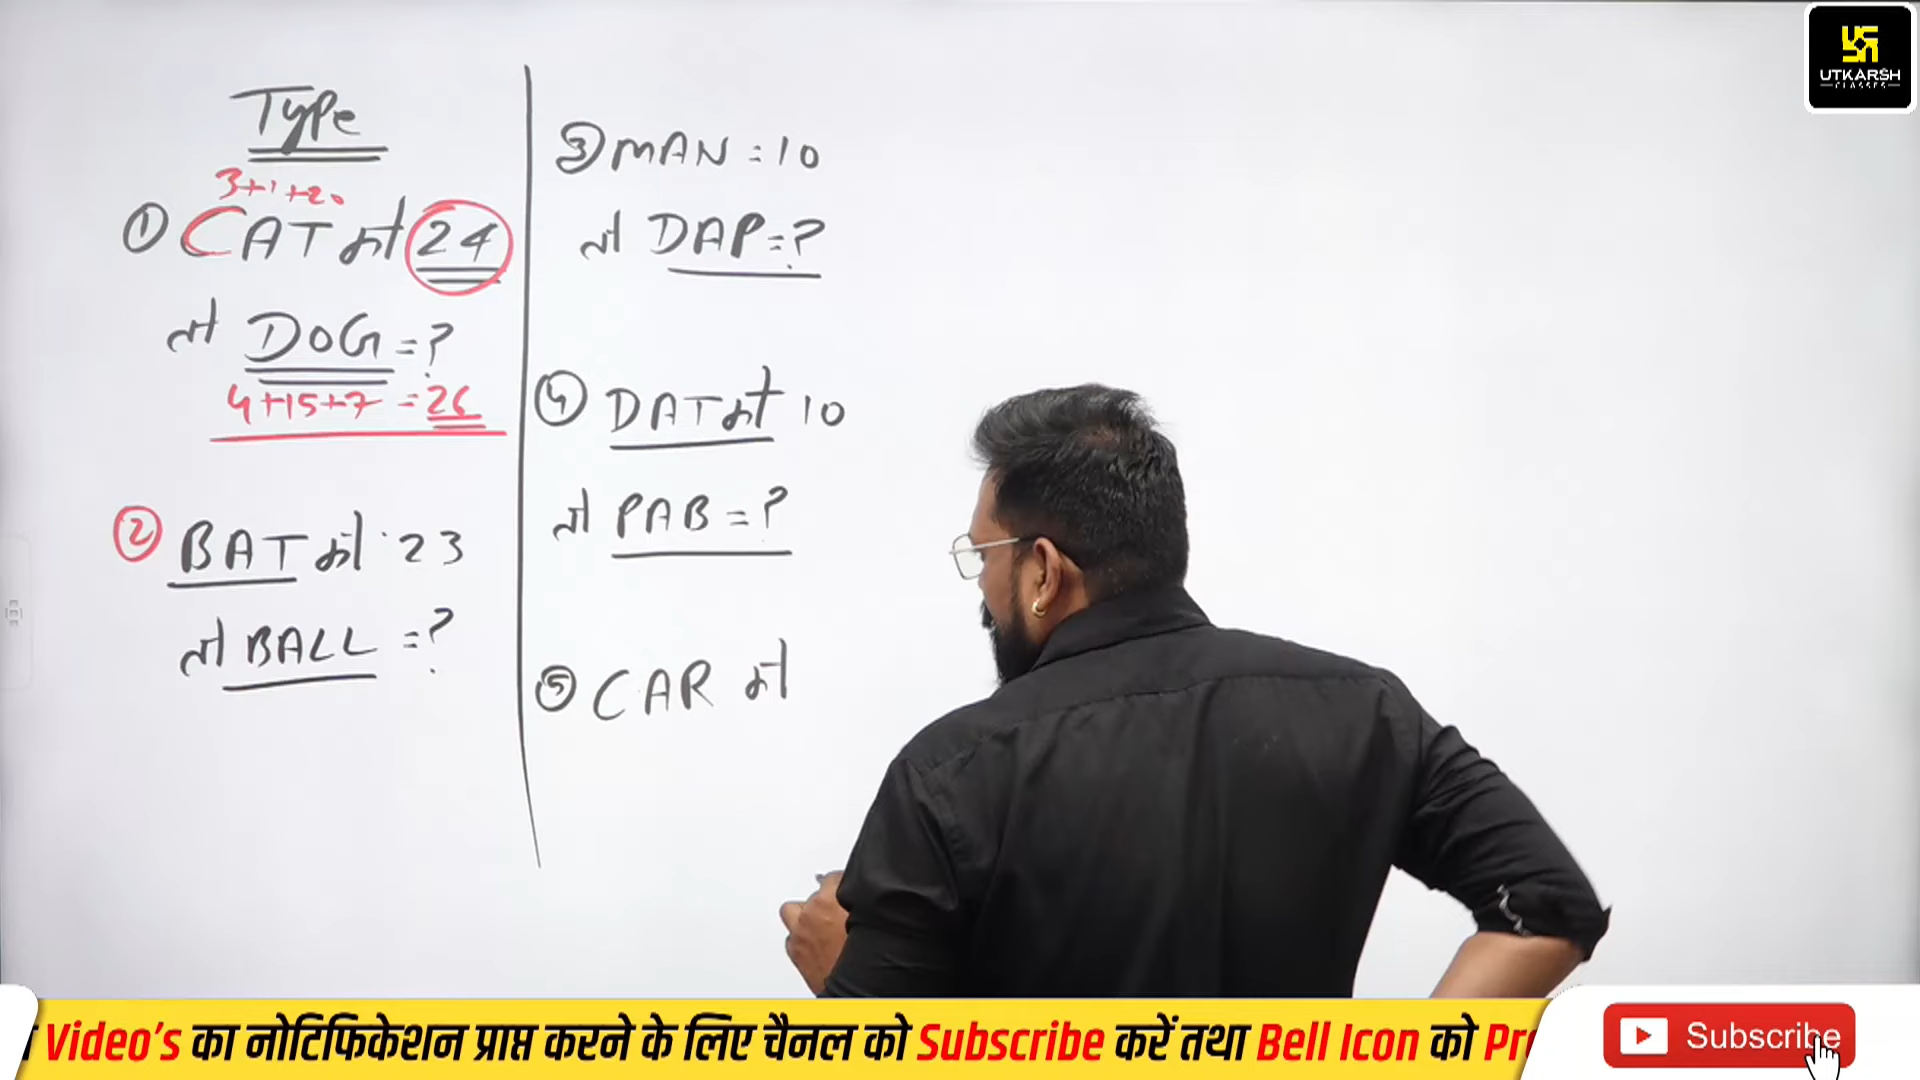 Type
3+1+20
① CAT को 24
तो DOG = ?
4+15+7 = 26
② BAT को 23
तो BALL = ?
③ MAN = 10
तो DAP = ?
④ DAT को 10
तो PAB = ?
⑤ CAR को
UTKARSH
CLASSES
Video's का नोटिफिकेशन प्राप्त करने के लिए चैनल को Subscribe करें तथा Bell Icon को Pr
Subscribe